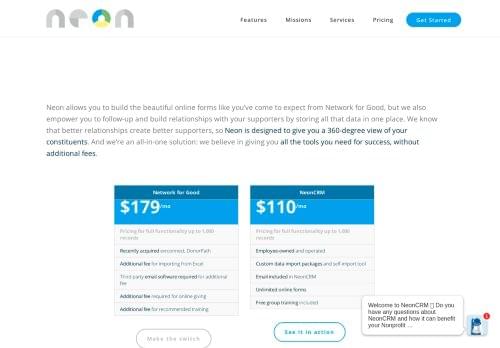 neon
Features
Missions
Services
Pricing
Get Started
Neon allows you to build the beautiful online forms like you've come to expect from Network for Good, but we also
empower you to follow-up and build relationships with your supporters by storing all that data in one place. We know
that better relationships create better supporters, so Neon is designed to give you a 360-degree view of your
constituents. And we're an all-in-one solution: we believe in giving you all the tools you need for success, without
additional fees.
Network for Good
$179/mo
Pricing for full functionality up to 1,000
records
Recently acquired onconnect, DonorPath
Additional fee for importing from Excel
Third party email software required for additional
fee
Additional fee required for online giving
Additional fee for recommended training
Make the switch
NeonCRM
$110/mo
Pricing for full functionality up to 1,000
records
Employee-owned and operated
Custom data import packages and self-import tool
Email included in NeonCRM
Unlimited online forms
Free group training included
See it in action
Welcome to NeonCRM Do you
have any questions about
NeonCRM and how it can benefit
your Nonprofit ...
1